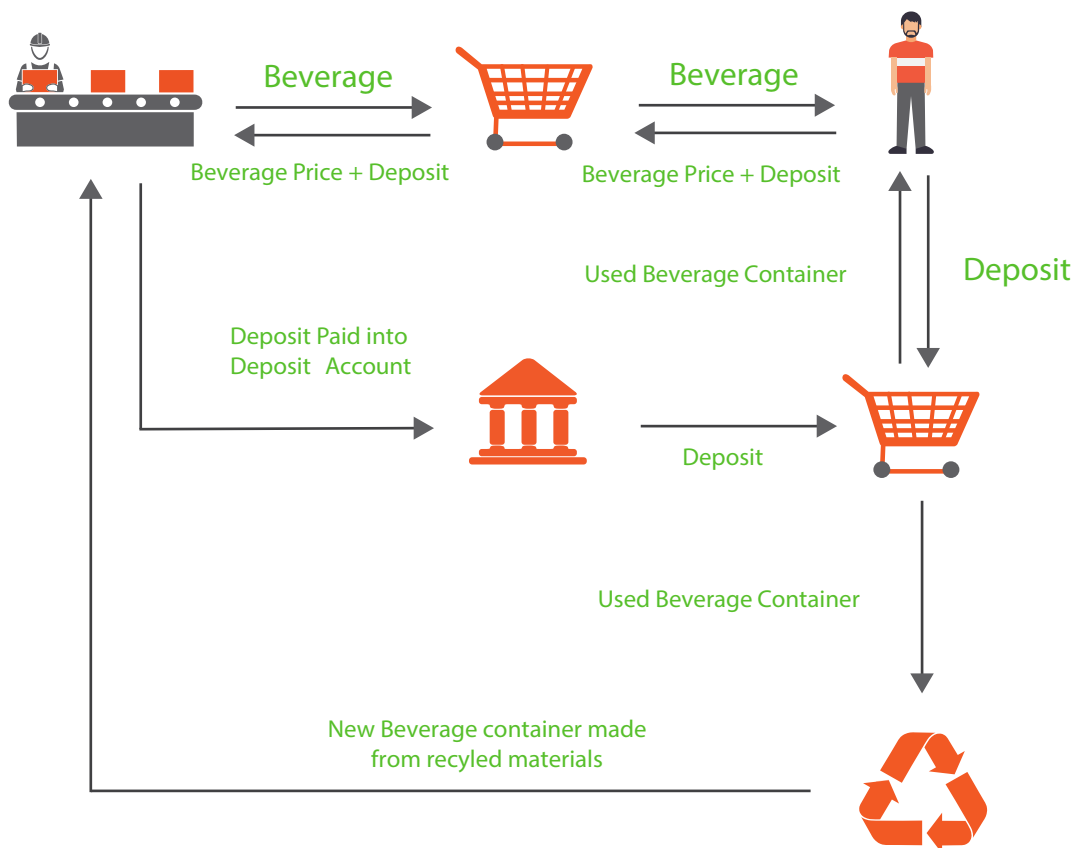 Beverage
Beverage
Beverage Price + Deposit
Beverage Price + Deposit
Used Beverage Container
Deposit
Deposit Paid into
Deposit Account
Deposit
Used Beverage Container
New Beverage container made
from recyled materials